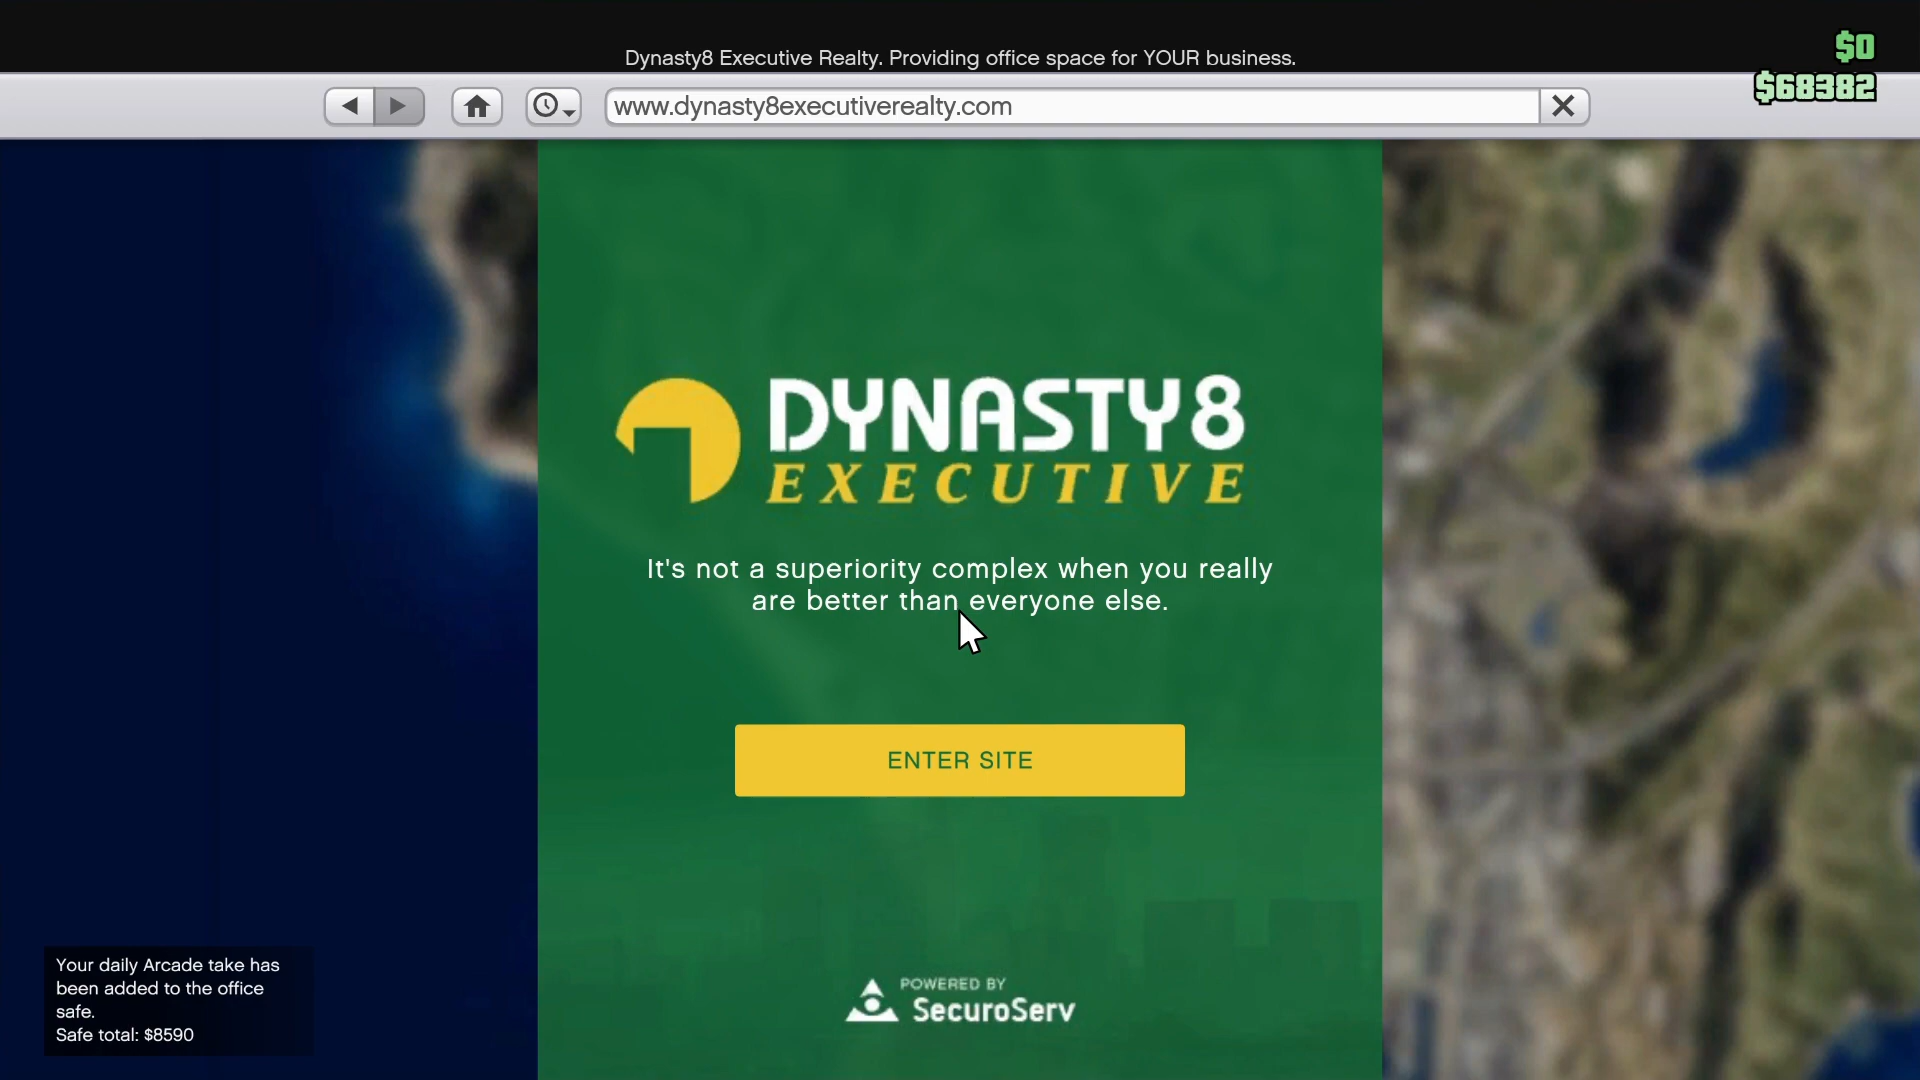 Dynasty8 Executive Realty. Providing office space for YOUR business.
$0
$68382
www.dynasty8executiverealty.com
DYNASTY8
EXECUTIVE
It's not a superiority complex when you really
are better than everyone else.
ENTER SITE
POWERED BY
SecuroServ
Your daily Arcade take has
been added to the office
safe.
Safe total: $8590